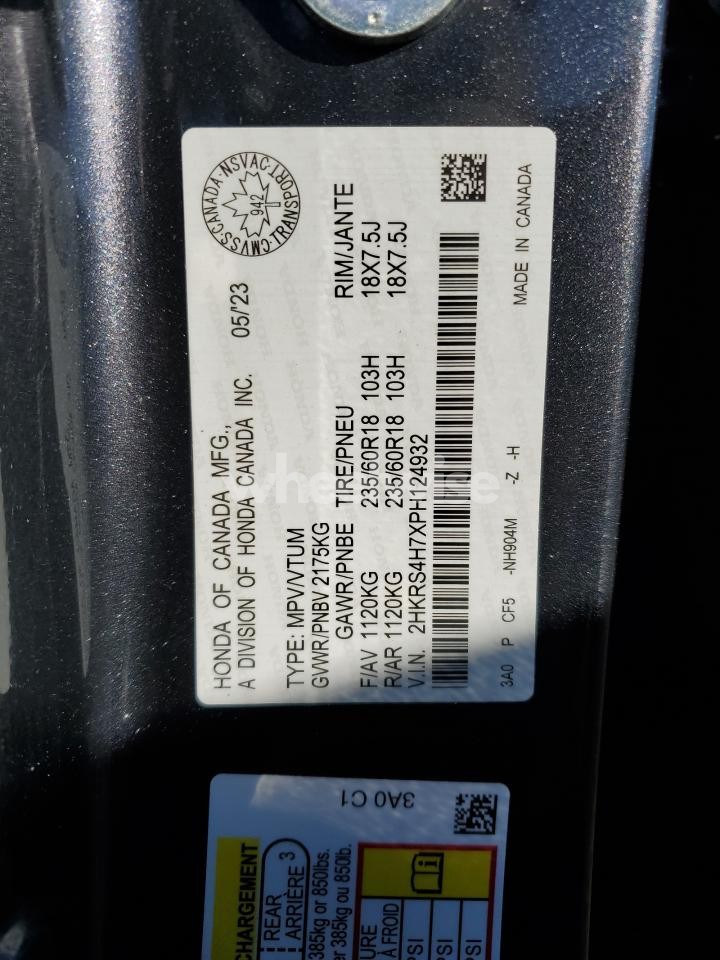 HONDA OF CANADA MFG.,
A DIVISION OF HONDA CANADA INC. 05/'23
CMVSS·CANADA·NSVAC·TRANSPORT
942
TYPE: MPV/VTUM
GVWR/PNBV 2175KG
GAWR/PNBE TIRE/PNEU RIM/JANTE
F/AV 1120KG 235/60R18 103H 18X7.5J
R/AR 1120KG 235/60R18 103H 18X7.5J
V.I.N. 2HKRS4H7XPH124932
3A0 P CF5 -NH904M -Z -H MADE IN CANADA
3A0 C1
CHARGEMENT
REAR
ARRIÈRE 3
385kg or 850lbs.
385kg ou 850lb.
À FROID
PSI
PSI